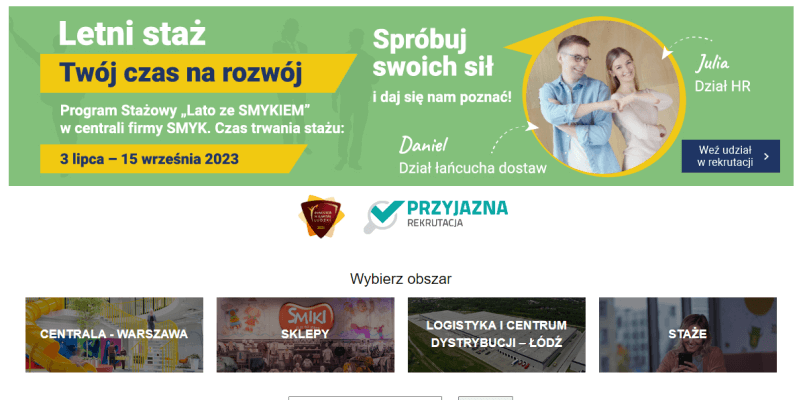 Letni staż
Twój czas na rozwój
Program Stażowy „Lato ze SMYKIEM”
w centrali firmy SMYK. Czas trwania stażu:
3 lipca – 15 września 2023
Spróbuj
swoich sił
i daj się nam poznać!
Julia
Dział HR
Daniel
Dział łańcucha dostaw
Weź udział
w rekrutacji
PRZYJAZNA
REKRUTACJA
Wybierz obszar
CENTRALA - WARSZAWA
SMIKI
SKLEPY
LOGISTYKA I CENTRUM
DYSTRYBUCJI – ŁÓDŹ
STAŻE